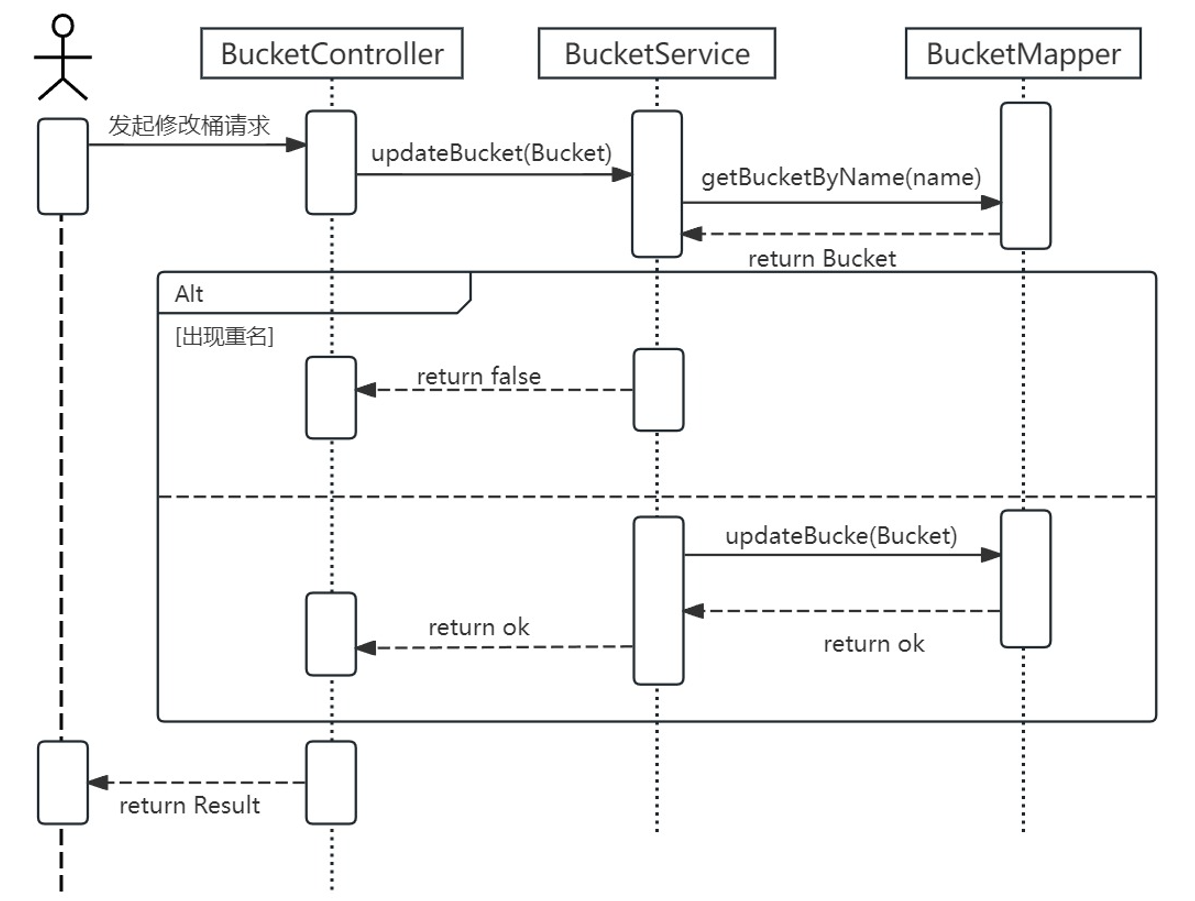 BucketController
BucketService
BucketMapper
发起修改桶请求
updateBucket(Bucket)
getBucketByName(name)
return Bucket
Alt
[出现重名]
return false
updateBucke(Bucket)
return ok
return ok
return Result